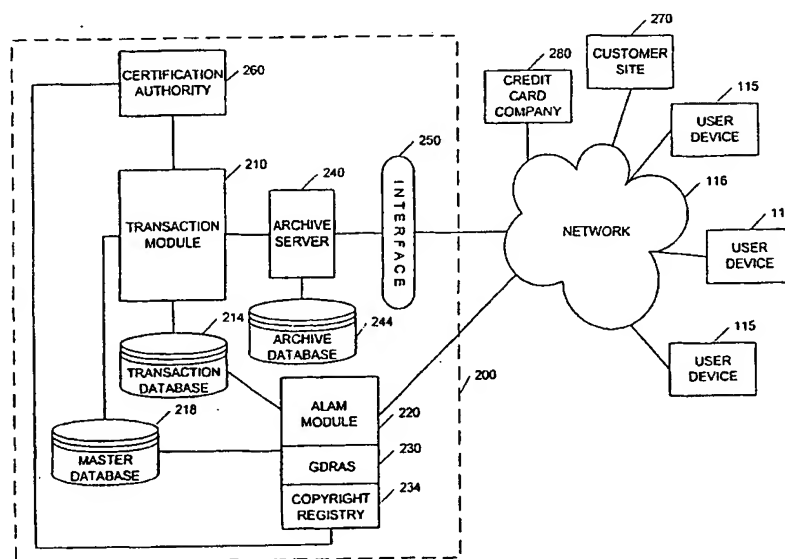 260
CERTIFICATION
AUTHORITY
280
CREDIT
CARD
COMPANY
270
CUSTOMER
SITE
115
USER
DEVICE
210
TRANSACTION
MODULE
240
ARCHIVE
SERVER
250
INTERFACE
116
NETWORK
11
USER
DEVICE
214
TRANSACTION
DATABASE
244
ARCHIVE
DATABASE
115
USER
DEVICE
200
218
MASTER
DATABASE
ALAM
MODULE
220
GDRAS
230
COPYRIGHT
REGISTRY
234